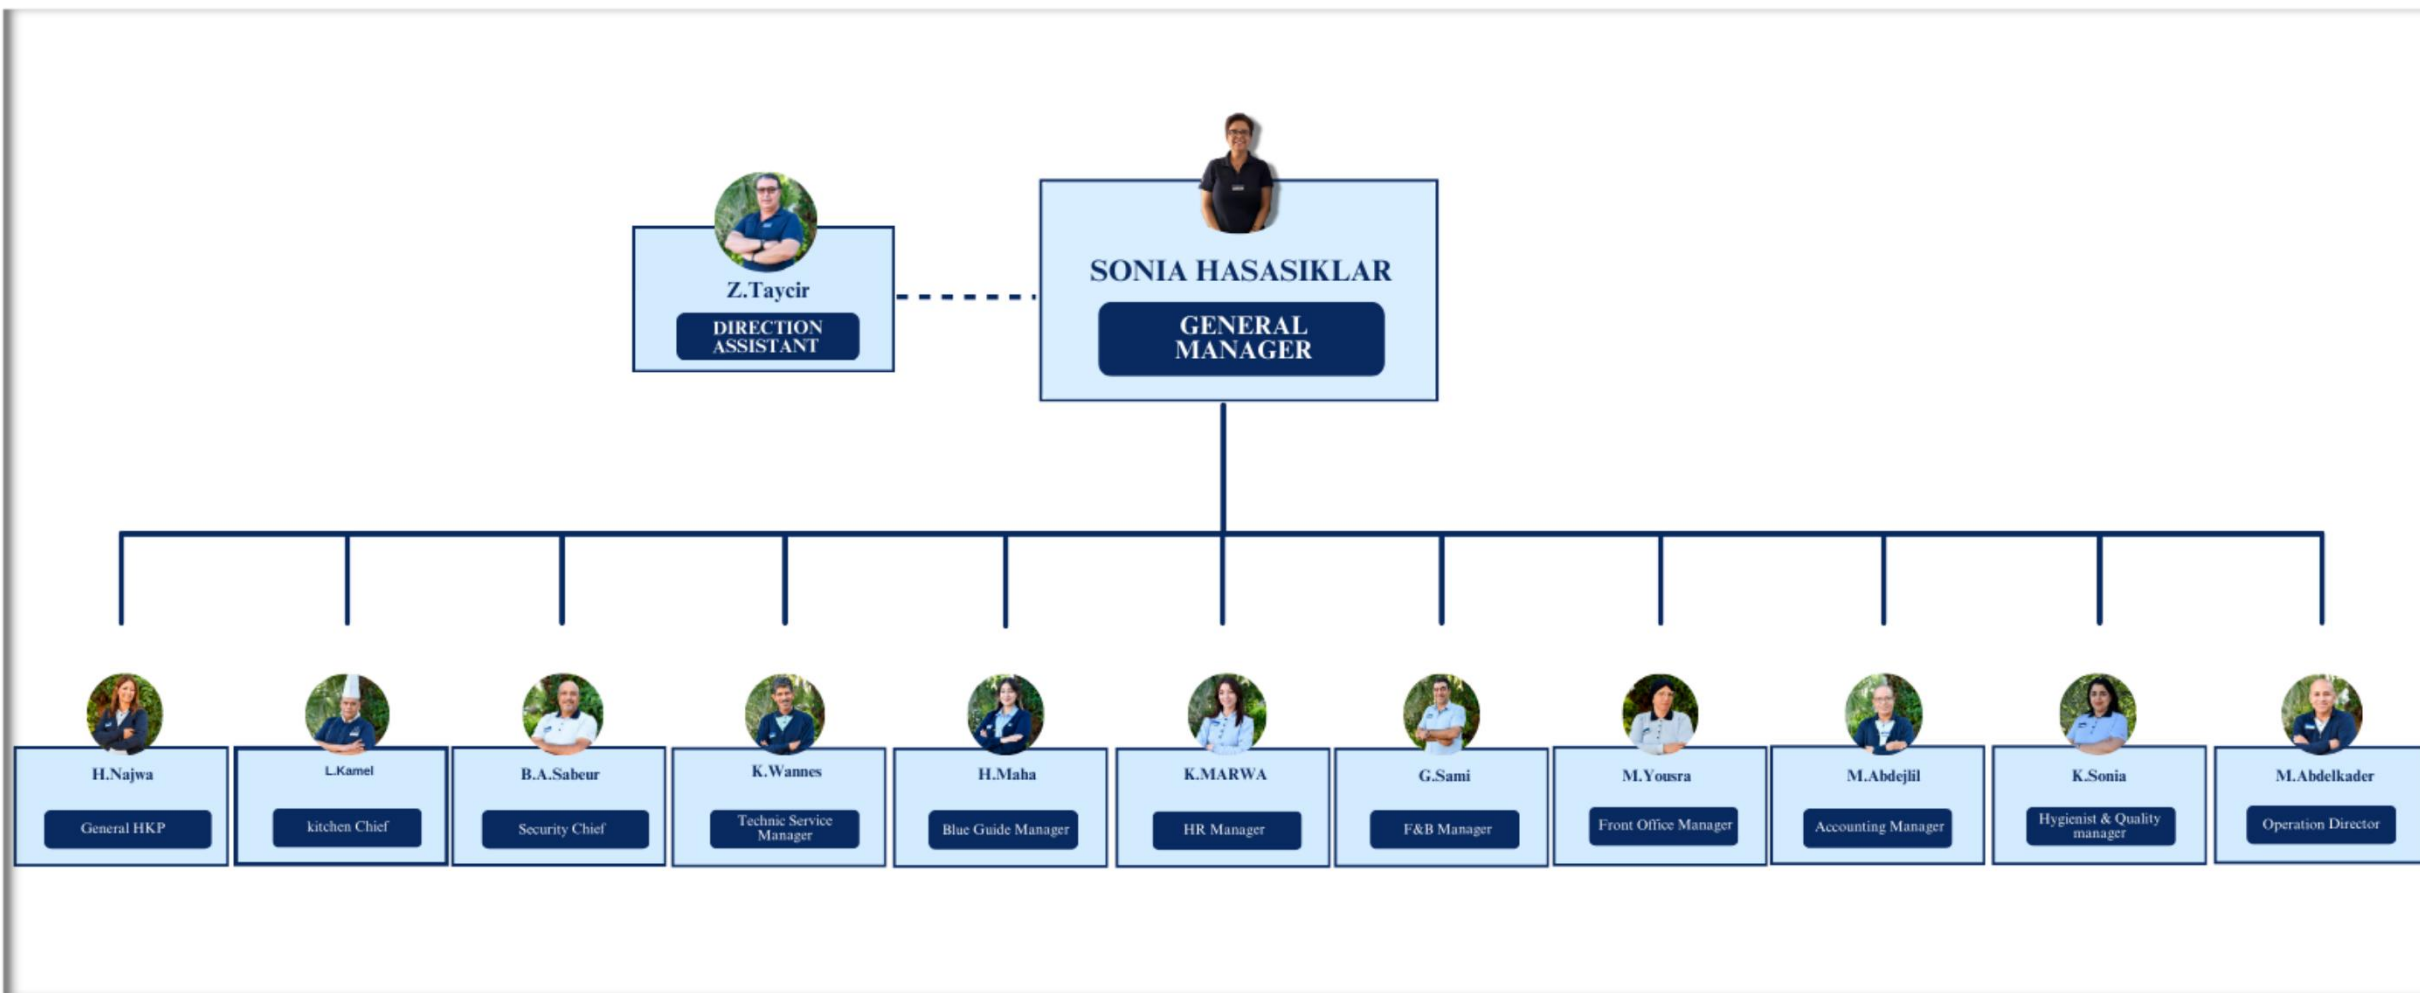 SONIA HASASIKLAR
GENERAL
MANAGER
Z.Taycir
DIRECTION
ASSISTANT
H.Najwa
General HKP
L.Kamel
kitchen Chief
B.A.Sabeur
Security Chief
K.Wannes
Technic Service
Manager
H.Maha
Blue Guide Manager
K.MARWA
HR Manager
G.Sami
F&B Manager
M.Yousra
Front Office Manager
M.Abdejlil
Accounting Manager
K.Sonia
Hygienist & Quality
manager
M.Abdelkader
Operation Director